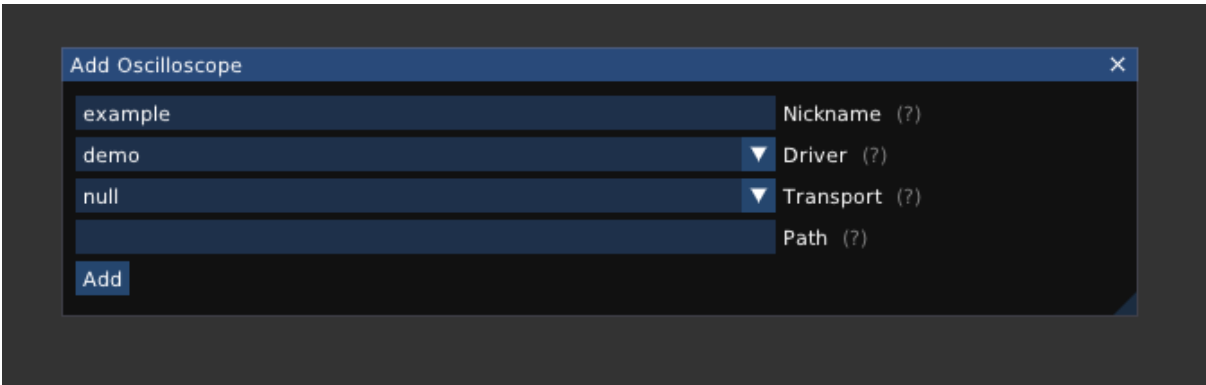 Add Oscilloscope ✕
example Nickname (?)
demo Driver (?)
null Transport (?)
Path (?)
Add